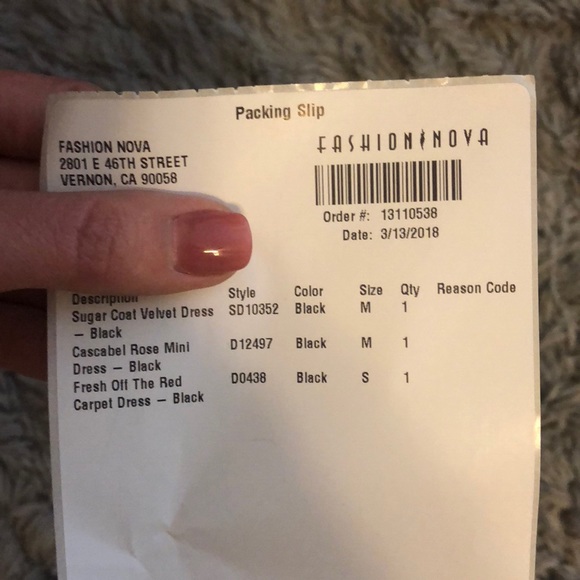 Packing Slip
FASHION NOVA
2801 E 46TH STREET
VERNON, CA 90058
FASHION NOVA
Order #: 13110538
Date: 3/13/2018
Description Style Color Size Qty Reason Code
Sugar Coat Velvet Dress SD10352 Black M 1
— Black
Cascabel Rose Mini D12497 Black M 1
Dress — Black
Fresh Off The Red D0438 Black S 1
Carpet Dress — Black